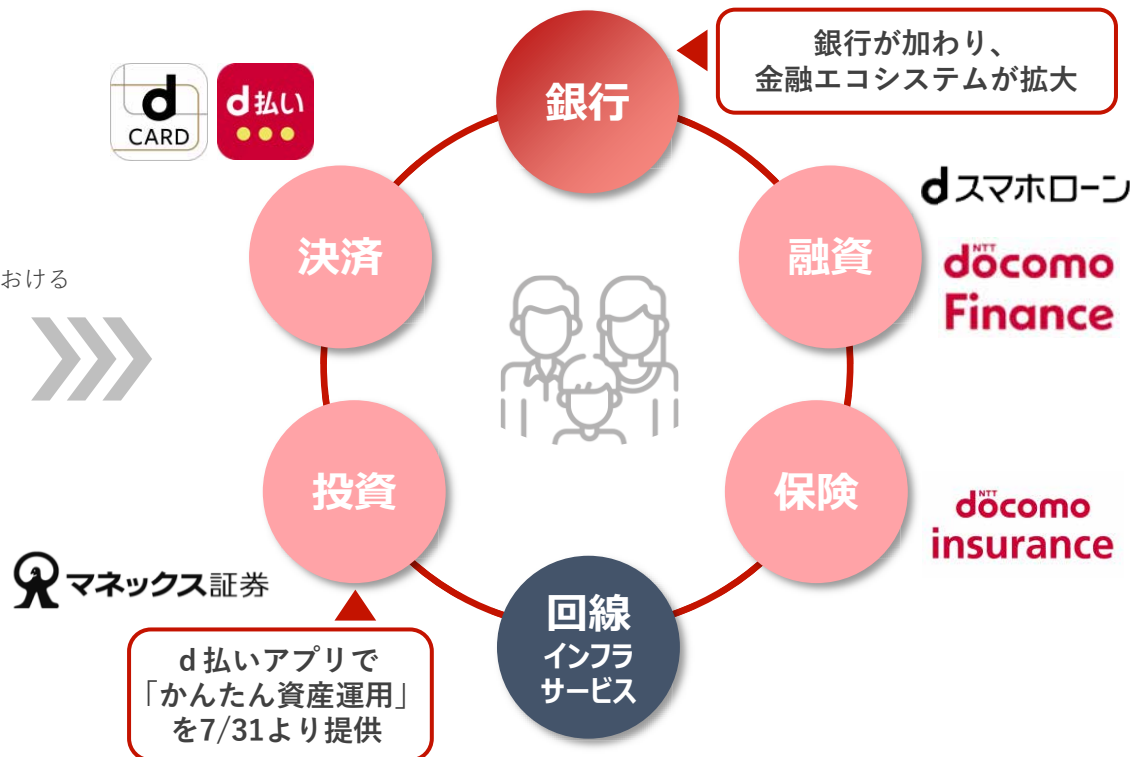 銀行が加わり、
金融エコシステムが拡大
銀行
d
CARD
d払い
決済
融資
dスマホローン
NTT
docomo
Finance
おける
投資
保険
NTT
docomo
insurance
マネックス証券
回線
インフラ
サービス
d払いアプリで
「かんたん資産運用」
を7/31より提供